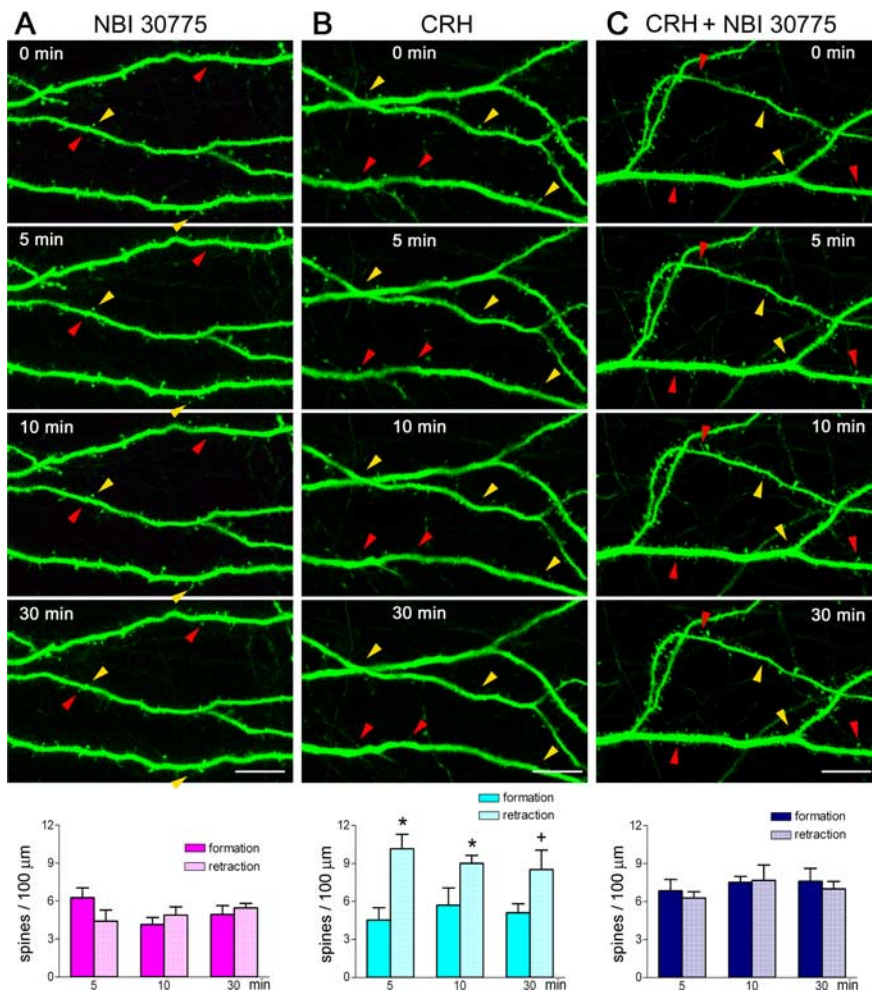 A NBI 30775
B CRH
C CRH + NBI 30775
0 min
0 min
0 min
5 min
5 min
5 min
10 min
10 min
10 min
30 min
30 min
30 min
formation
retraction
spines / 100 µm
12
9
6
3
0
5 10 30 min
formation
retraction
* * +
spines / 100 µm
12
9
6
3
0
5 10 30 min
formation
retraction
spines / 100 µm
12
9
6
3
0
5 10 30 min